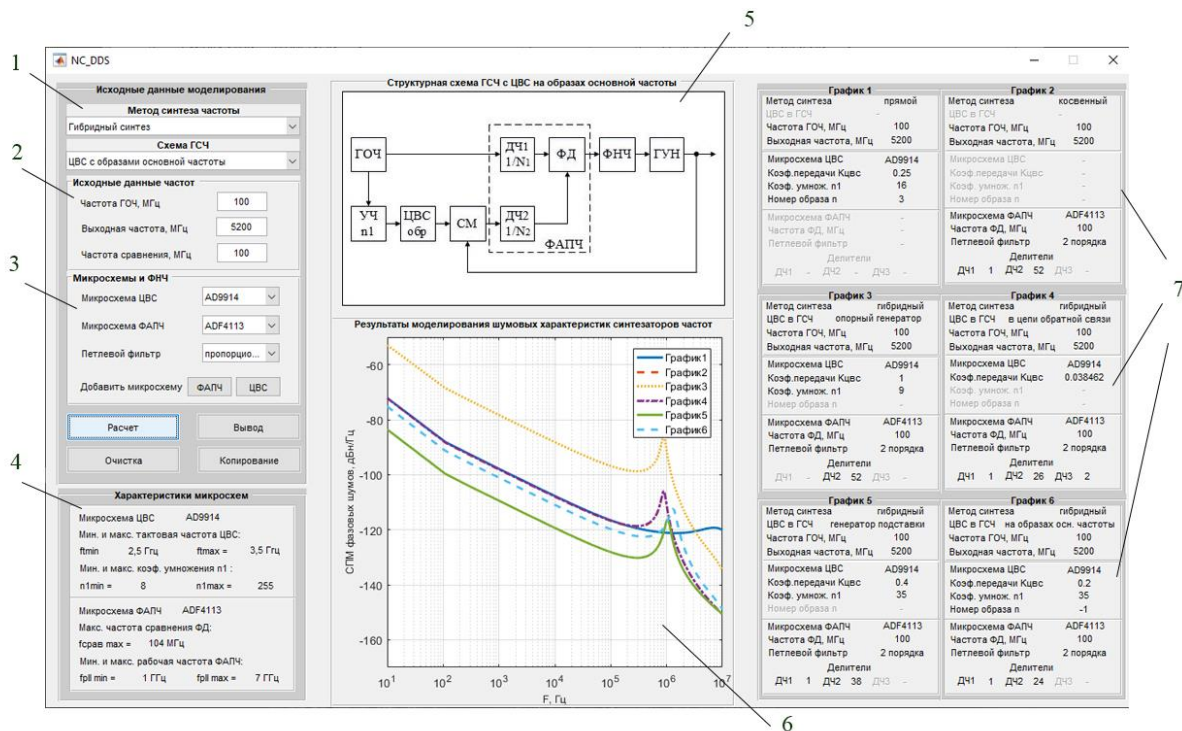 1
2
3
4
5
6
7
NC_DDS
Исходные данные моделирования
Метод синтеза частоты
Гибридный синтез
Схема ГСЧ
ЦВС с образами основной частоты
Исходные данные частот
Частота ГОЧ, МГц 100
Выходная частота, МГц 5200
Частота сравнения, МГц 100
Микросхемы и ФНЧ
Микросхема ЦВС AD9914
Микросхема ФАПЧ ADF4113
Петлевой фильтр пропорцио...
Добавить микросхему ФАПЧ ЦВС
Расчет Вывод
Очистка Копирование
Характеристики микросхем
Микросхема ЦВС AD9914
Мин. и макс. тактовая частота ЦВС:
ftmin 2,5 Ггц ftmax = 3,5 Ггц
Мин. и макс. коэф. умножения n1 :
n1min = 8 n1max = 255
Микросхема ФАПЧ ADF4113
Макс. частота сравнения ФД:
fсрав max = 104 МГц
Мин. и макс. рабочая частота ФАПЧ:
fpll min = 1 ГГц fpll max = 7 ГГц
Структурная схема ГСЧ с ЦВС на образах основной частоты
ГОЧ
ДЧ1
1/N1
ФД
ФНЧ
ГУН
УЧ
n1
ЦВС
обр
СМ
ДЧ2
1/N2
ФАПЧ
Результаты моделирования шумовых характеристик синтезаторов частот
СПМ фазовых шумов, дБн/Гц
-60
-80
-100
-120
-140
-160
10^1 10^2 10^3 10^4 10^5 10^6 10^7
F, Гц
График1
График2
График3
График4
График5
График6
График 1
Метод синтеза прямой
ЦВС в ГСЧ -
Частота ГОЧ, МГц 100
Выходная частота, МГц 5200
Микросхема ЦВС AD9914
Коэф.передачи Кцвс 0.25
Коэф. умнож. n1 16
Номер образа n 3
Микросхема ФАПЧ -
Частота ФД, МГц -
Петлевой фильтр -
Делители
ДЧ1 - ДЧ2 - ДЧ3 -
График 2
Метод синтеза косвенный
ЦВС в ГСЧ -
Частота ГОЧ, МГц 100
Выходная частота, МГц 5200
Микросхема ЦВС -
Коэф.передачи Кцвс -
Коэф. умнож. n1 -
Номер образа n -
Микросхема ФАПЧ ADF4113
Частота ФД, МГц 100
Петлевой фильтр 2 порядка
Делители
ДЧ1 1 ДЧ2 52 ДЧ3 -
График 3
Метод синтеза гибридный
ЦВС в ГСЧ опорный генератор
Частота ГОЧ, МГц 100
Выходная частота, МГц 5200
Микросхема ЦВС AD9914
Коэф.передачи Кцвс 1
Коэф. умнож. n1 9
Номер образа n -
Микросхема ФАПЧ ADF4113
Частота ФД, МГц 100
Петлевой фильтр 2 порядка
Делители
ДЧ1 - ДЧ2 52 ДЧ3 -
График 4
Метод синтеза гибридный
ЦВС в ГСЧ в цепи обратной связи
Частота ГОЧ, МГц 100
Выходная частота, МГц 5200
Микросхема ЦВС AD9914
Коэф.передачи Кцвс 0.038462
Коэф. умнож. n1 -
Номер образа n -
Микросхема ФАПЧ ADF4113
Частота ФД, МГц 100
Петлевой фильтр 2 порядка
Делители
ДЧ1 1 ДЧ2 26 ДЧ3 2
График 5
Метод синтеза гибридный
ЦВС в ГСЧ генератор подставки
Частота ГОЧ, МГц 100
Выходная частота, МГц 5200
Микросхема ЦВС AD9914
Коэф.передачи Кцвс 0.4
Коэф. умнож. n1 35
Номер образа n -
Микросхема ФАПЧ ADF4113
Частота ФД, МГц 100
Петлевой фильтр 2 порядка
Делители
ДЧ1 1 ДЧ2 38 ДЧ3 -
График 6
Метод синтеза гибридный
ЦВС в ГСЧ на образах осн. частоты
Частота ГОЧ, МГц 100
Выходная частота, МГц 5200
Микросхема ЦВС AD9914
Коэф.передачи Кцвс 0.2
Коэф. умнож. n1 35
Номер образа n -1
Микросхема ФАПЧ ADF4113
Частота ФД, МГц 100
Петлевой фильтр 2 порядка
Делители
ДЧ1 1 ДЧ2 24 ДЧ3 -